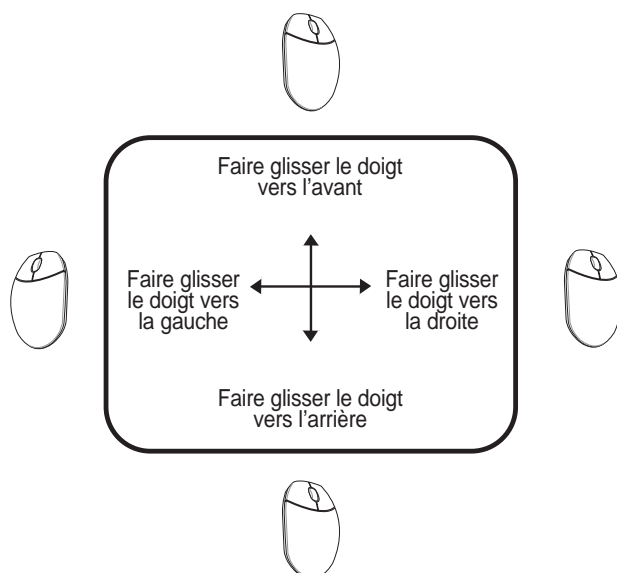 Faire glisser le doigt
vers l'avant
Faire glisser
le doigt vers
la gauche
Faire glisser
le doigt vers
la droite
Faire glisser le doigt
vers l'arrière